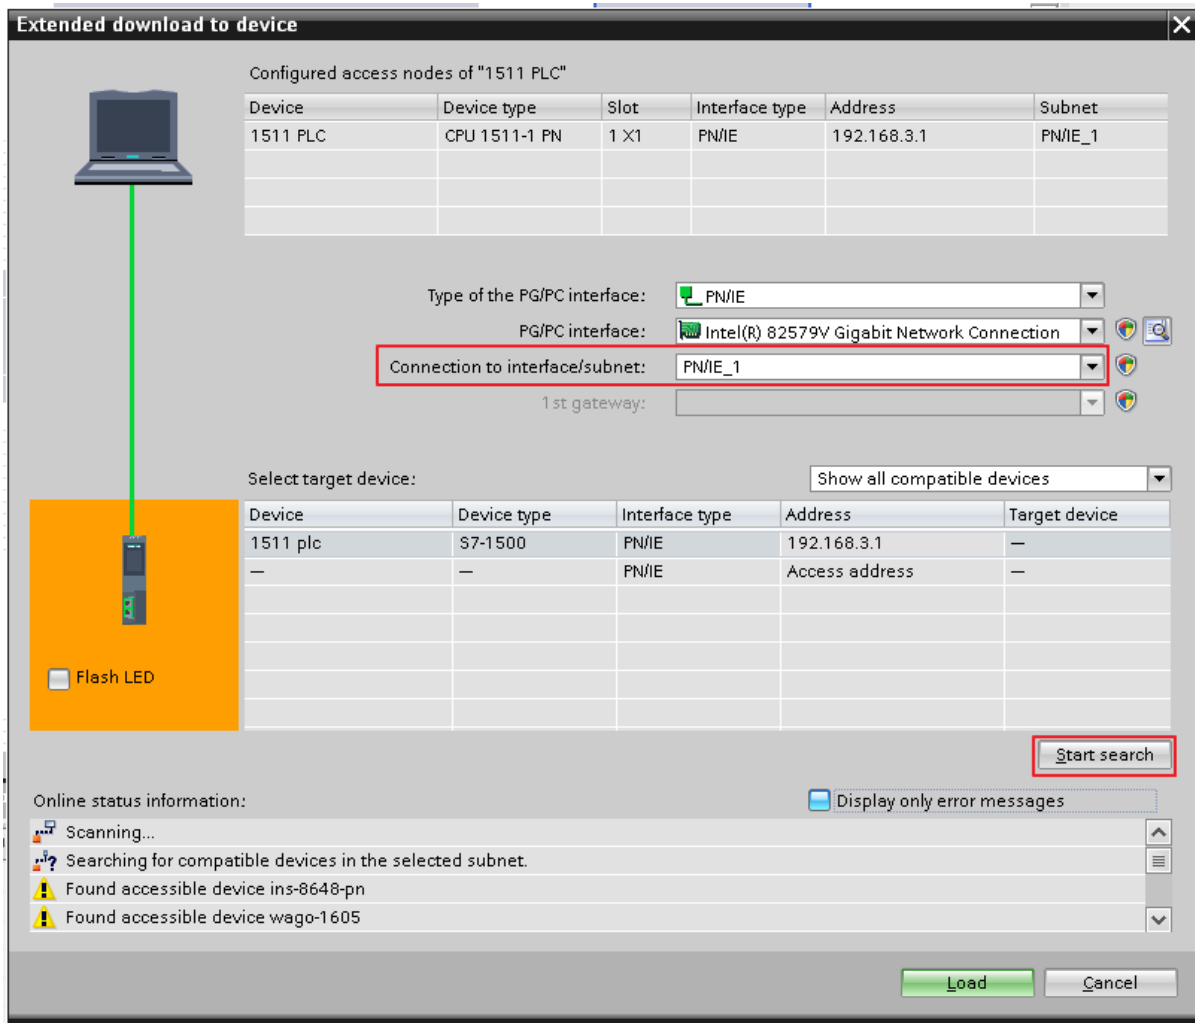 Extended download to device
Configured access nodes of "1511 PLC"
Device Device type Slot Interface type Address Subnet
1511 PLC CPU 1511-1 PN 1 X1 PN/IE 192.168.3.1 PN/IE_1
Type of the PG/PC interface: PN/IE
PG/PC interface: Intel(R) 82579V Gigabit Network Connection
Connection to interface/subnet: PN/IE_1
1st gateway:
Select target device: Show all compatible devices
Device Device type Interface type Address Target device
1511 plc S7-1500 PN/IE 192.168.3.1 —
— — PN/IE Access address —
Flash LED
Start search
Online status information: Display only error messages
Scanning...
Searching for compatible devices in the selected subnet.
Found accessible device ins-8648-pn
Found accessible device wago-1605
Load Cancel